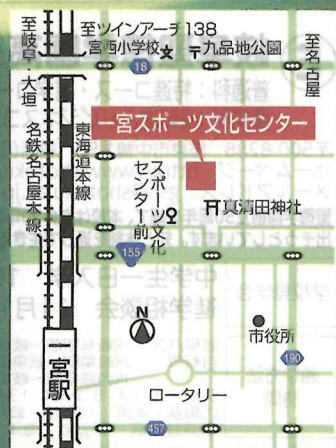 至ツインアーチ138
至岐阜・大垣
宮西小学校
九品地公園
至名古屋
18
一宮スポーツ文化センター
名鉄名古屋本線
東海道本線
スポーツ文化
センター前
真清田神社
155
N
市役所
190
一宮駅
ロータリー
457